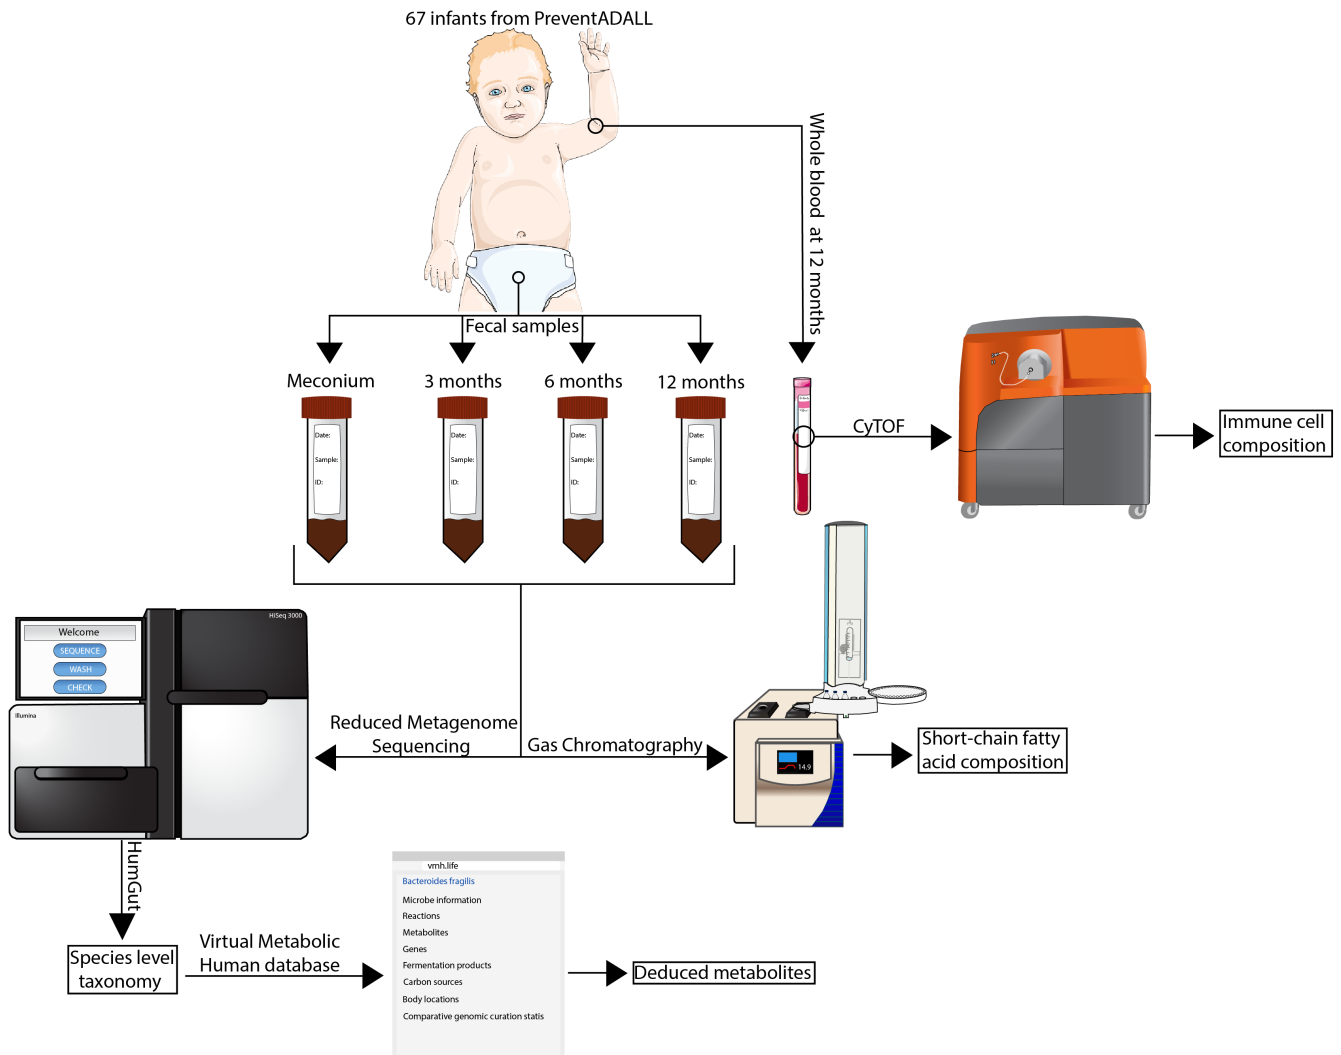 67 infants from PreventADALL
Whole blood at 12 months
Fecal samples
Meconium
3 months
6 months
12 months
Date:
Sample:
ID:
Date:
Sample:
ID:
Date:
Sample:
ID:
Date:
Sample:
ID:
CyTOF
Immune cell
composition
HiSeq 3000
Welcome
SEQUENCE
WASH
CHECK
Illumina
Reduced Metagenome
Sequencing
Gas Chromatography
14.9
Short-chain fatty
acid composition
HumGut
Species level
taxonomy
Virtual Metabolic
Human database
vmh.life
Bacteroides fragilis
Microbe information
Reactions
Metabolites
Genes
Fermentation products
Carbon sources
Body locations
Comparative genomic curation statis
Deduced metabolites